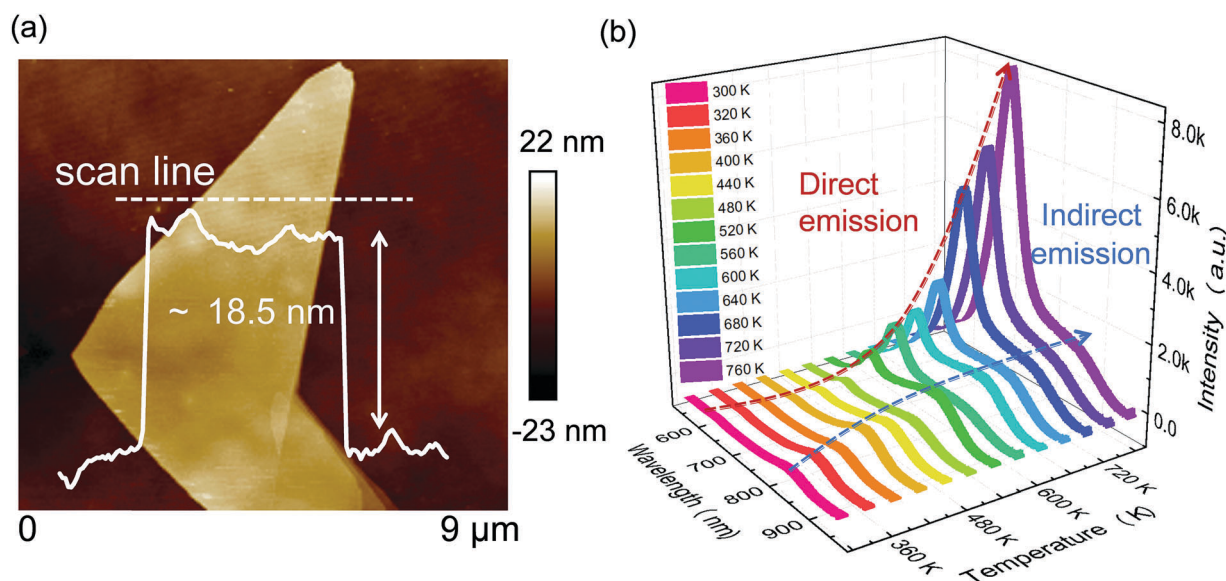 (a)
scan line
~ 18.5 nm
22 nm
-23 nm
0
9 μm
(b)
300 K
320 K
360 K
400 K
440 K
480 K
520 K
560 K
600 K
640 K
680 K
720 K
760 K
Direct
emission
Indirect
emission
8.0k
6.0k
4.0k
2.0k
0.0
Intensity (a.u.)
600
700
800
900
Wavelength (nm)
360 K
480 K
600 K
720 K
Temperature (K)